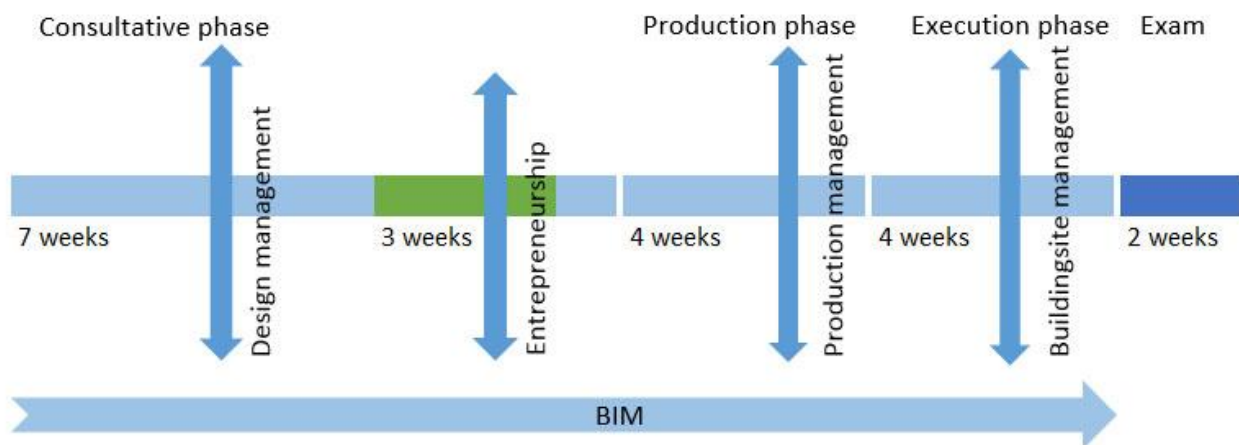 Consultative phase
Production phase
Execution phase
Exam
Design management
Entrepreneurship
Production management
Buildingsite management
7 weeks
3 weeks
4 weeks
4 weeks
2 weeks
BIM